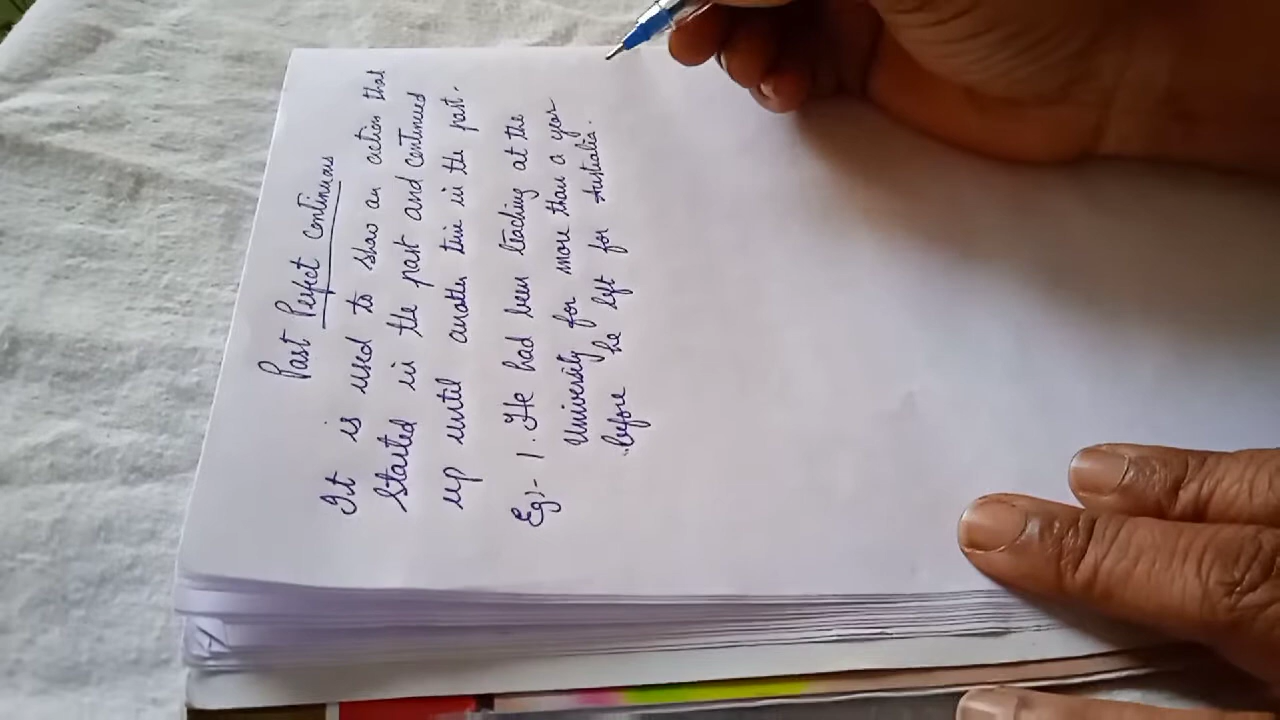 Past Perfect Continuous
It is used to show an action that
started in the past and continued
up until another time in the past.
Eg:- 1. He had been teaching at the
University for more than a year
before he left for Australia.